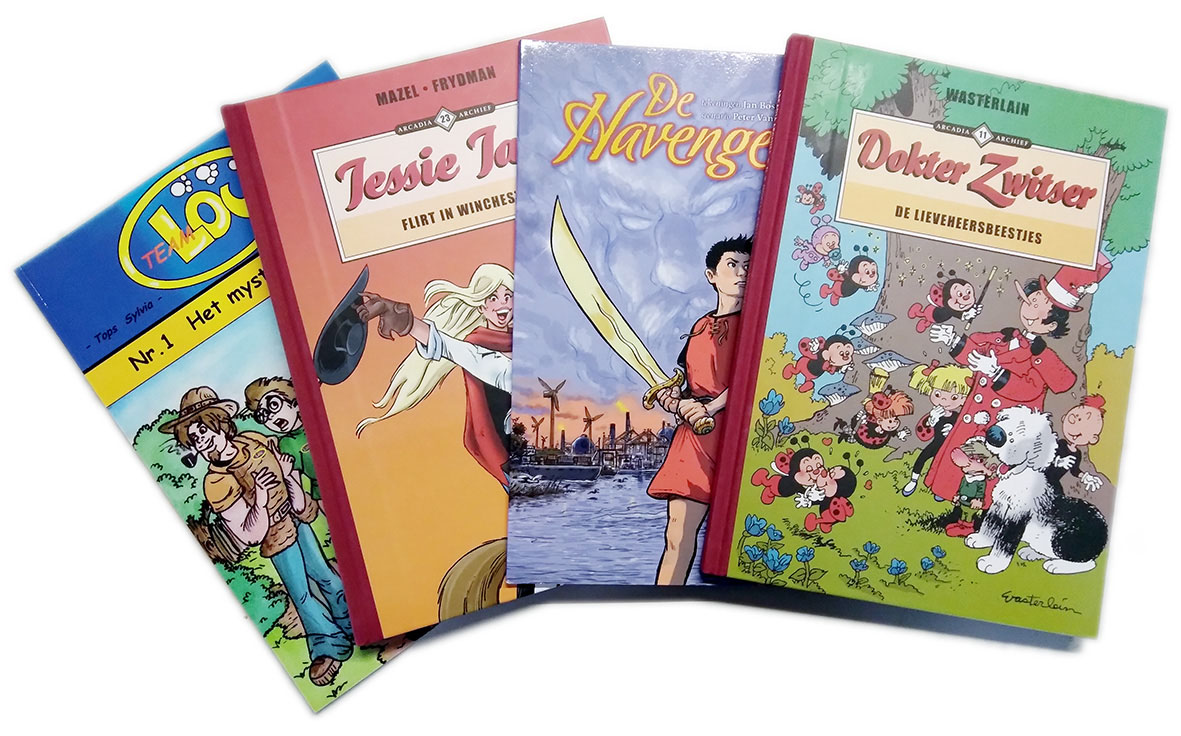 TEAM
LOU
- Tops Sylvia -
Nr.1 Het myst
MAZEL • FRYDMAN
ARCADIA 23 ARCHIEF
Jessie Ja
FLIRT IN WINCHES
De
Havenge
tekeningen Jan Bos
scenario Peter Van
WASTERLAIN
ARCADIA 11 ARCHIEF
Dokter Zwitser
DE LIEVEHEERSBEESTJES
Wasterlain